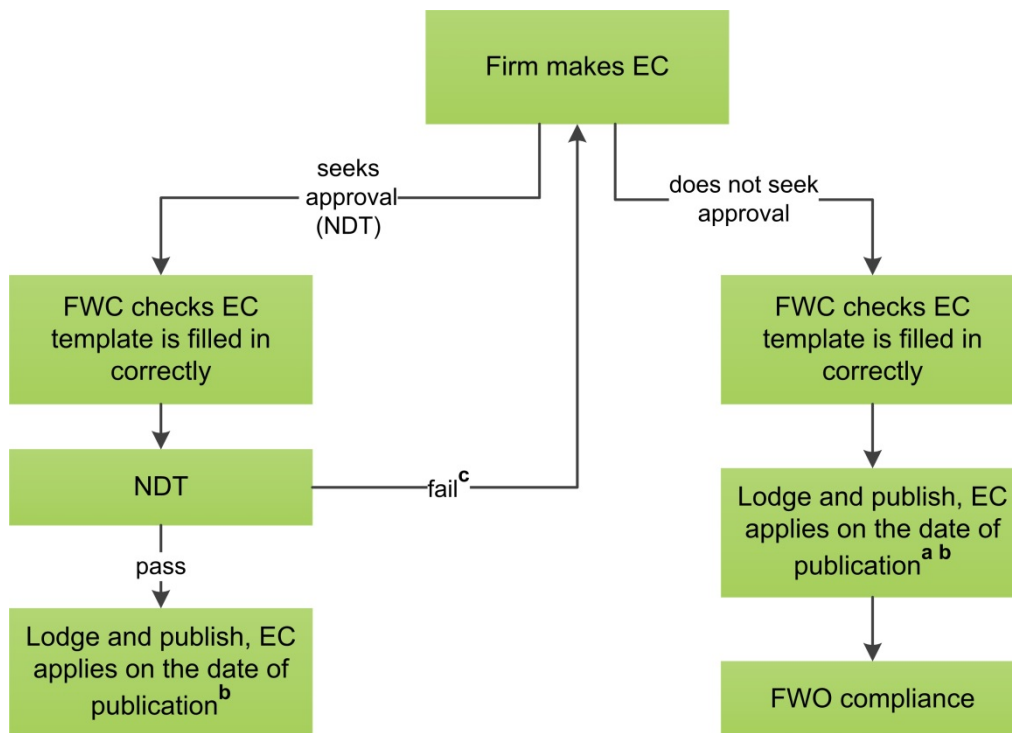 Firm makes EC
seeks
approval
(NDT)
does not seek
approval
FWC checks EC
template is filled in
correctly
FWC checks EC
template is filled in
correctly
NDT
fail^c
pass
Lodge and publish, EC
applies on the date of
publication^a b
Lodge and publish, EC
applies on the date of
publication^b
FWO compliance